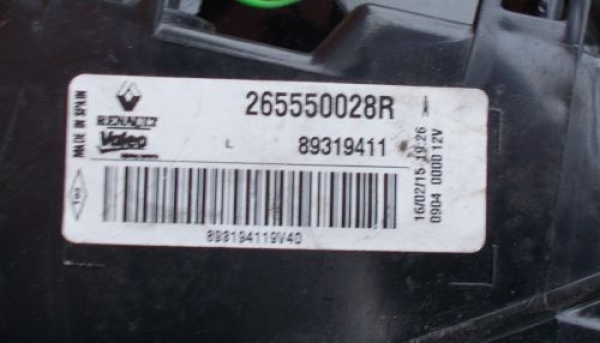 MADE IN SPAIN
RENAULT
265550028R A
Valeo
L 89319411
893194119V40
16/02/15-19:26
0904 0000 12V